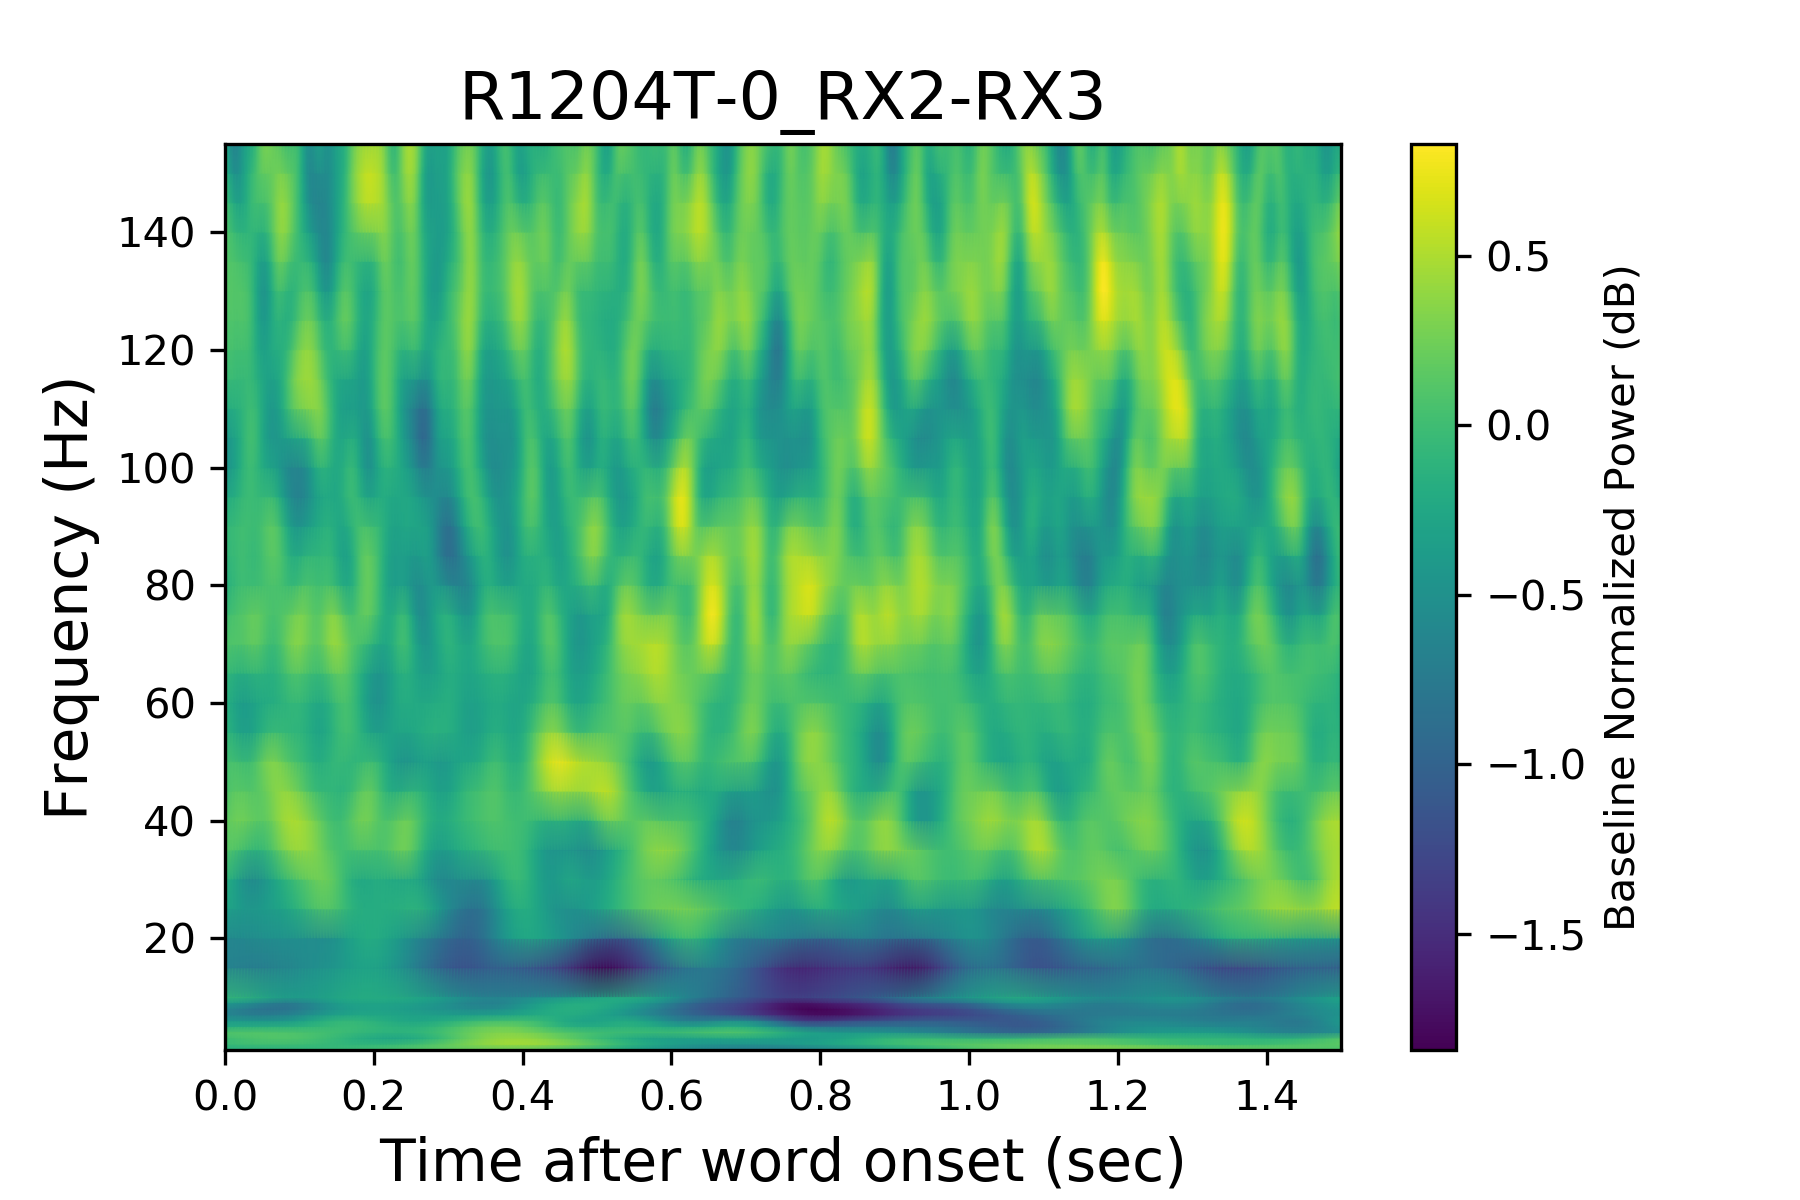 R1204T-0_RX2-RX3
Frequency (Hz)
140
120
100
80
60
40
20
0.0 0.2 0.4 0.6 0.8 1.0 1.2 1.4
Time after word onset (sec)
0.5
0.0
−0.5
−1.0
−1.5
Baseline Normalized Power (dB)